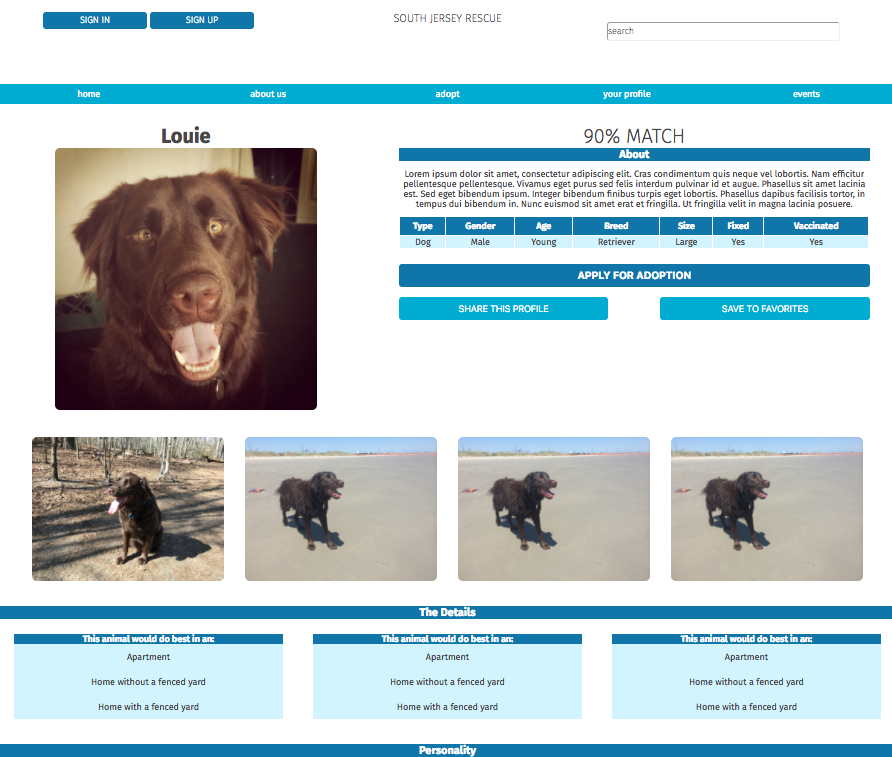 SIGN IN SIGN UP SOUTH JERSEY RESCUE
search
home about us adopt your profile events
Louie 90% MATCH
About
Lorem ipsum dolor sit amet, consectetur adipiscing elit. Cras condimentum quis neque vel lobortis. Nam efficitur
pellentesque pellentesque. Vivamus eget purus sed felis interdum pulvinar id et augue. Phasellus sit amet lacinia
est. Sed eget bibendum ipsum. Integer bibendum finibus turpis eget lobortis. Phasellus dapibus facilisis tortor, in
tempus dui bibendum in. Nunc euismod sit amet erat et fringilla. Ut fringilla velit in magna lacinia posuere.
Type Gender Age Breed Size Fixed Vaccinated
Dog Male Young Retriever Large Yes Yes
APPLY FOR ADOPTION
SHARE THIS PROFILE SAVE TO FAVORITES
The Details
This animal would do best in an: This animal would do best in an: This animal would do best in an:
Apartment Apartment Apartment
Home without a fenced yard Home without a fenced yard Home without a fenced yard
Home with a fenced yard Home with a fenced yard Home with a fenced yard
Personality